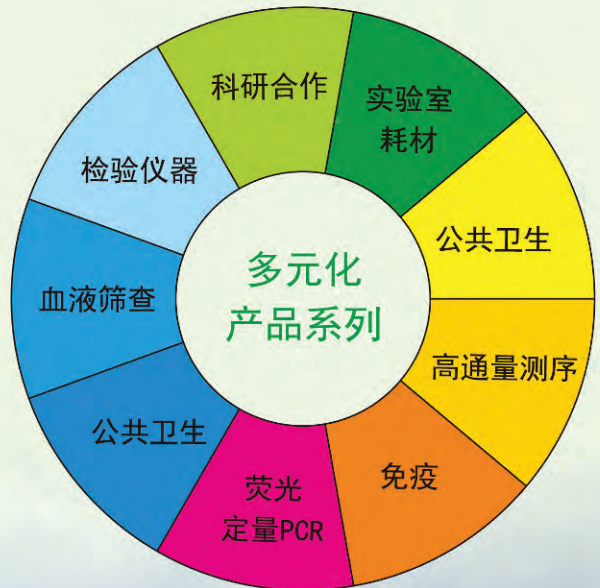 科研合作
实验室
耗材
公共卫生
高通量测序
免疫
荧光
定量PCR
公共卫生
血液筛查
检验仪器
多元化
产品系列